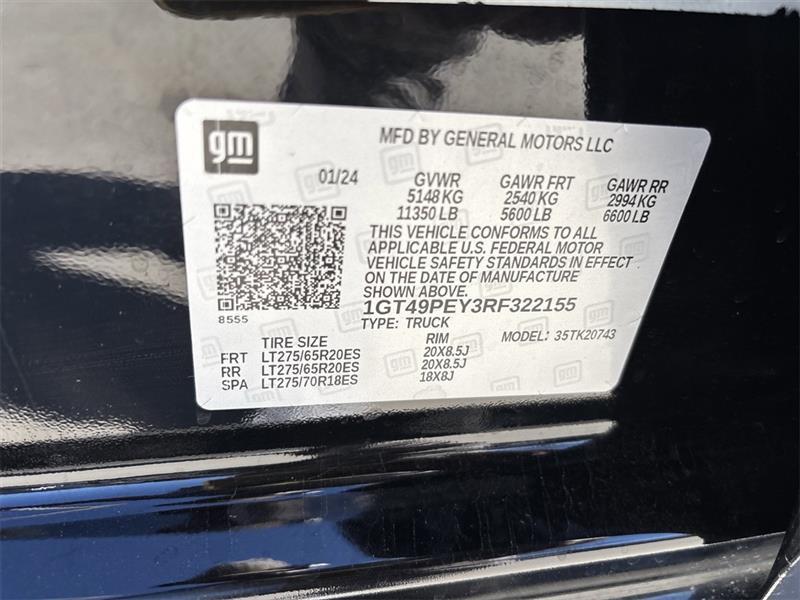 gm
MFD BY GENERAL MOTORS LLC
01/24 GVWR GAWR FRT GAWR RR
5148 KG 2540 KG 2994 KG
11350 LB 5600 LB 6600 LB
THIS VEHICLE CONFORMS TO ALL
APPLICABLE U.S. FEDERAL MOTOR
VEHICLE SAFETY STANDARDS IN EFFECT
ON THE DATE OF MANUFACTURE
SHOWN ABOVE.
8555
1GT49PEY3RF322155
TYPE: TRUCK MODEL: 35TK20743
TIRE SIZE RIM
FRT LT275/65R20ES 20X8.5J
RR LT275/65R20ES 20X8.5J
SPA LT275/70R18ES 18X8J